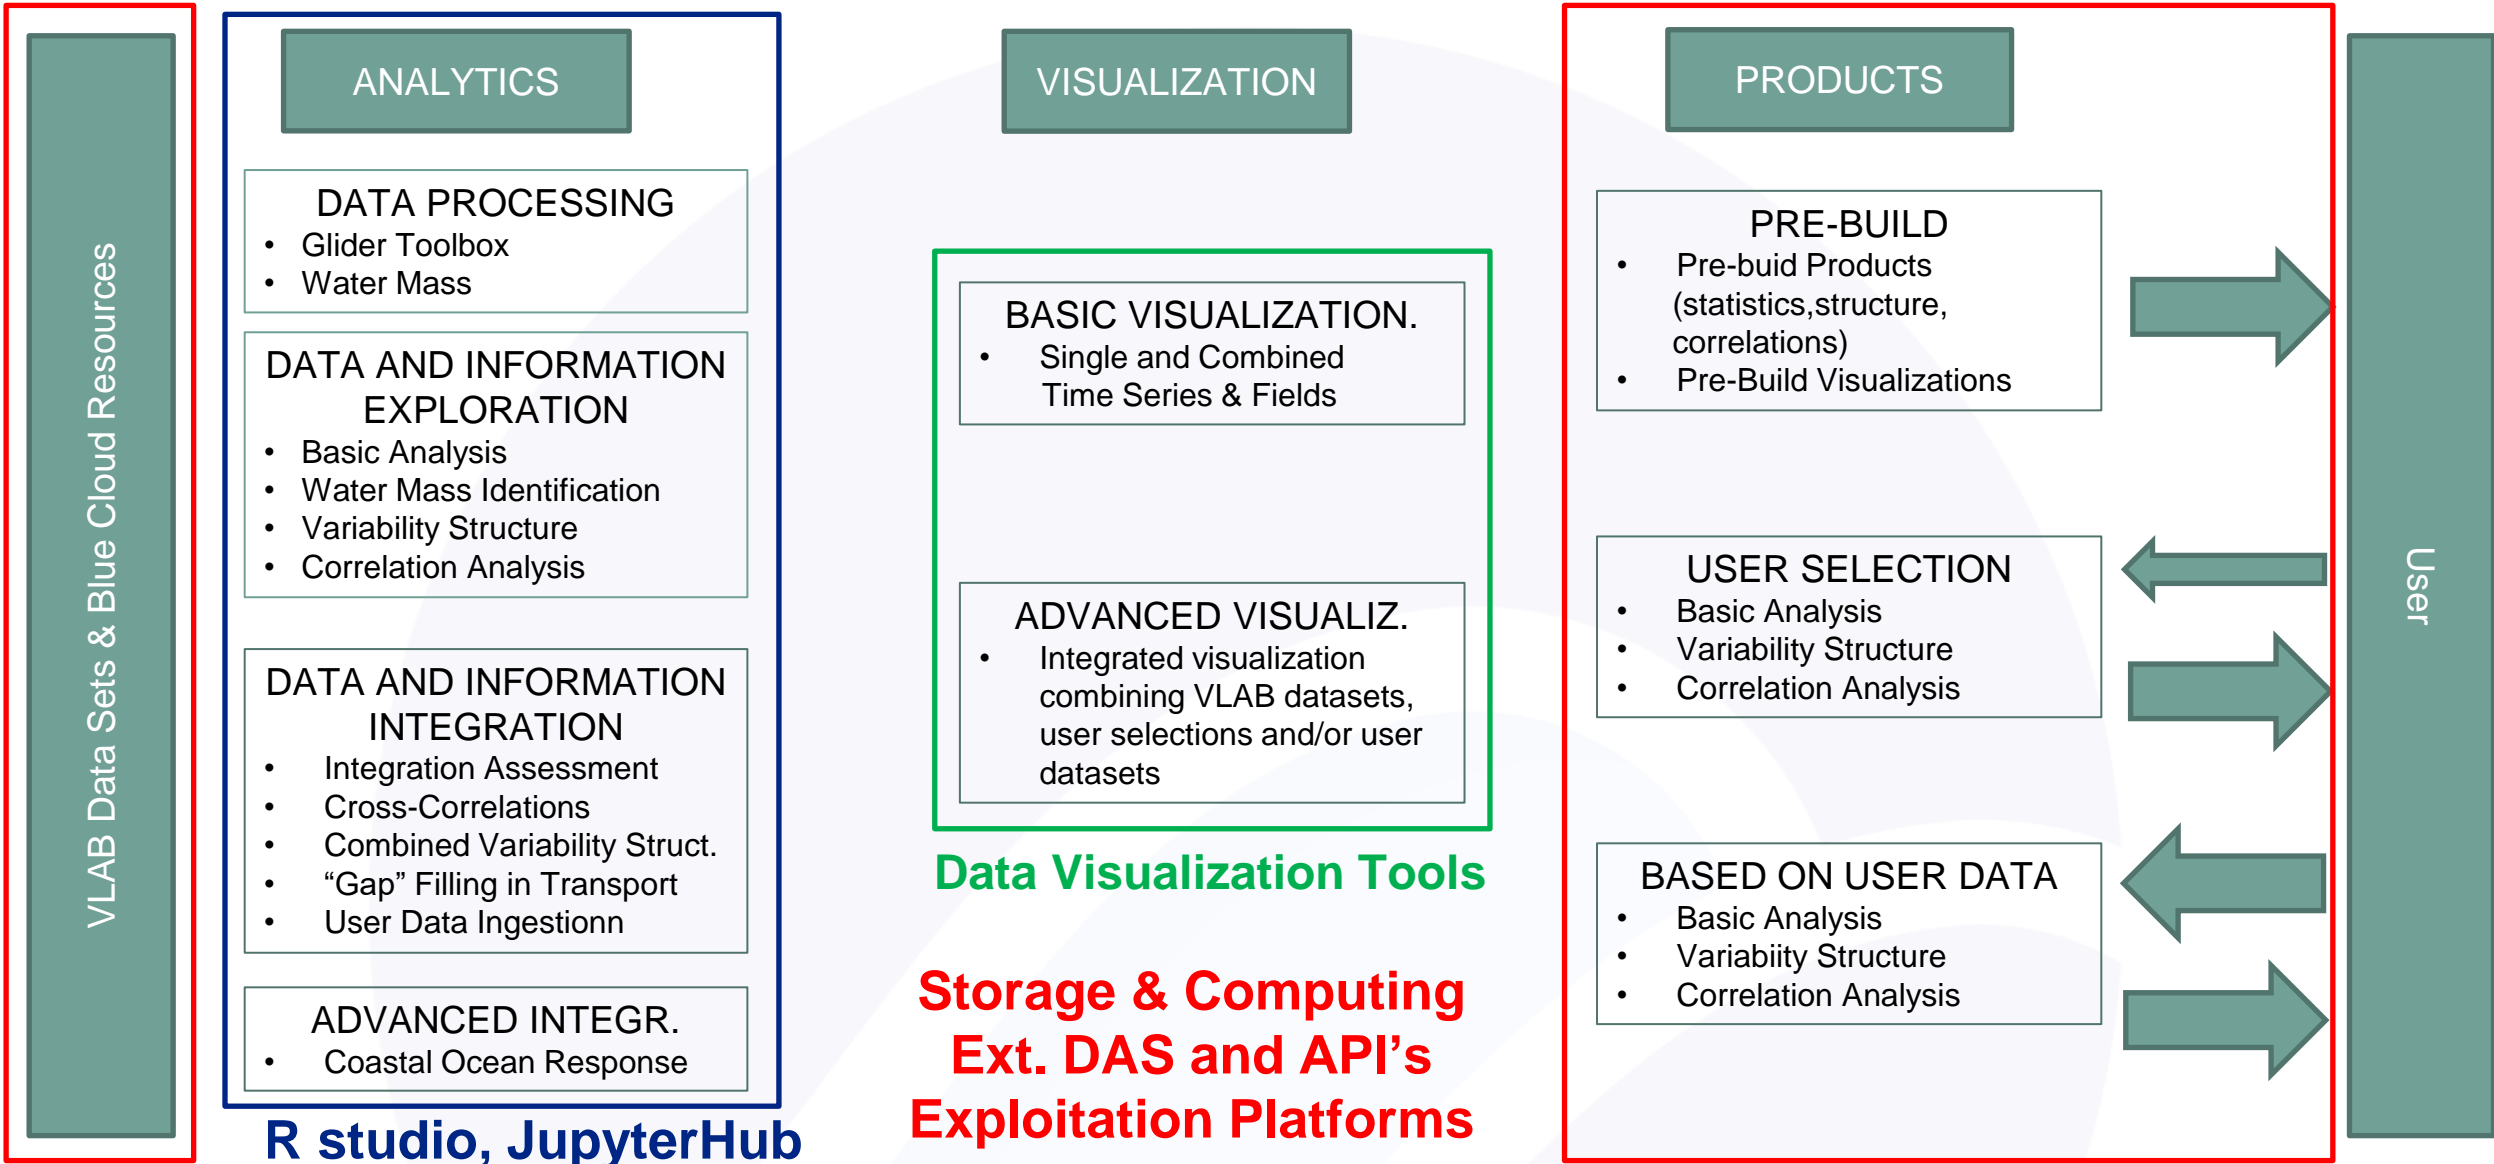 VLAB Data Sets & Blue Cloud Resources
ANALYTICS
DATA PROCESSING
• Glider Toolbox
• Water Mass
DATA AND INFORMATION
EXPLORATION
• Basic Analysis
• Water Mass Identification
• Variability Structure
• Correlation Analysis
DATA AND INFORMATION
INTEGRATION
• Integration Assessment
• Cross-Correlations
• Combined Variability Struct.
• “Gap” Filling in Transport
• User Data Ingestionn
ADVANCED INTEGR.
• Coastal Ocean Response
R studio, JupyterHub
VISUALIZATION
BASIC VISUALIZATION.
• Single and Combined
Time Series & Fields
ADVANCED VISUALIZ.
• Integrated visualization
combining VLAB datasets,
user selections and/or user
datasets
Data Visualization Tools
Storage & Computing
Ext. DAS and API’s
Exploitation Platforms
PRODUCTS
PRE-BUILD
• Pre-buid Products
(statistics,structure,
correlations)
• Pre-Build Visualizations
USER SELECTION
• Basic Analysis
• Variability Structure
• Correlation Analysis
BASED ON USER DATA
• Basic Analysis
• Variabiity Structure
• Correlation Analysis
User